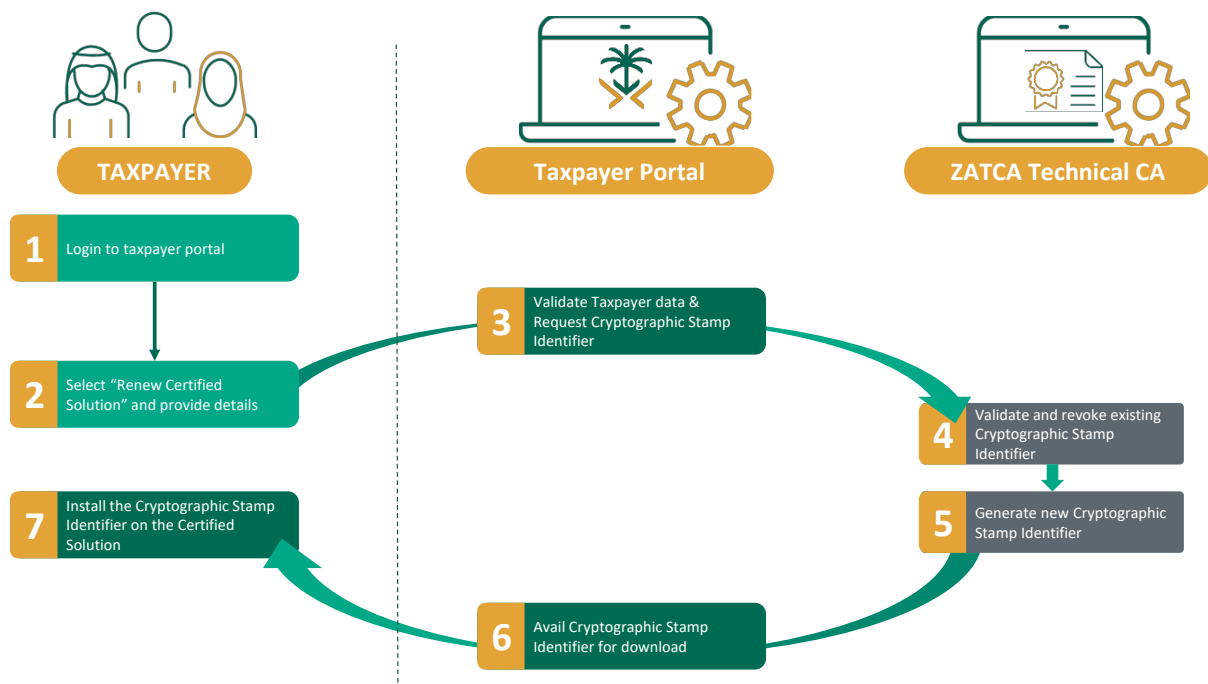 TAXPAYER
Taxpayer Portal
ZATCA Technical CA
1
Login to taxpayer portal
2
Select “Renew Certified
Solution” and provide details
3
Validate Taxpayer data &
Request Cryptographic Stamp
Identifier
4
Validate and revoke existing
Cryptographic Stamp
Identifier
5
Generate new Cryptographic
Stamp Identifier
6
Avail Cryptographic Stamp
Identifier for download
7
Install the Cryptographic Stamp
Identifier on the Certified
Solution